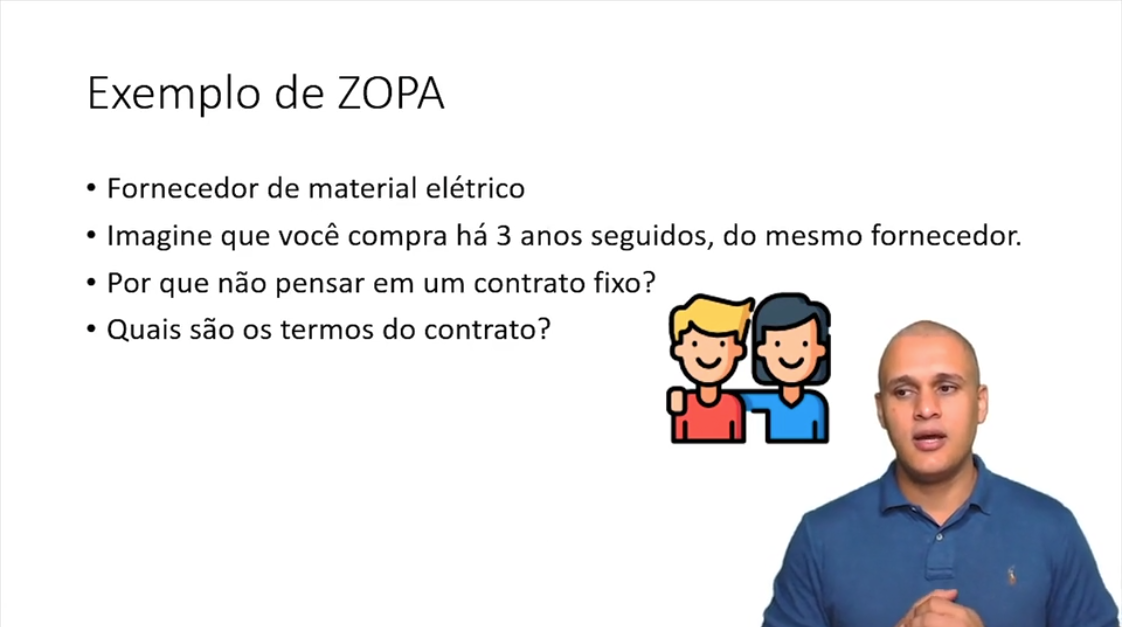 Exemplo de ZOPA
• Fornecedor de material elétrico
• Imagine que você compra há 3 anos seguidos, do mesmo fornecedor.
• Por que não pensar em um contrato fixo?
• Quais são os termos do contrato?